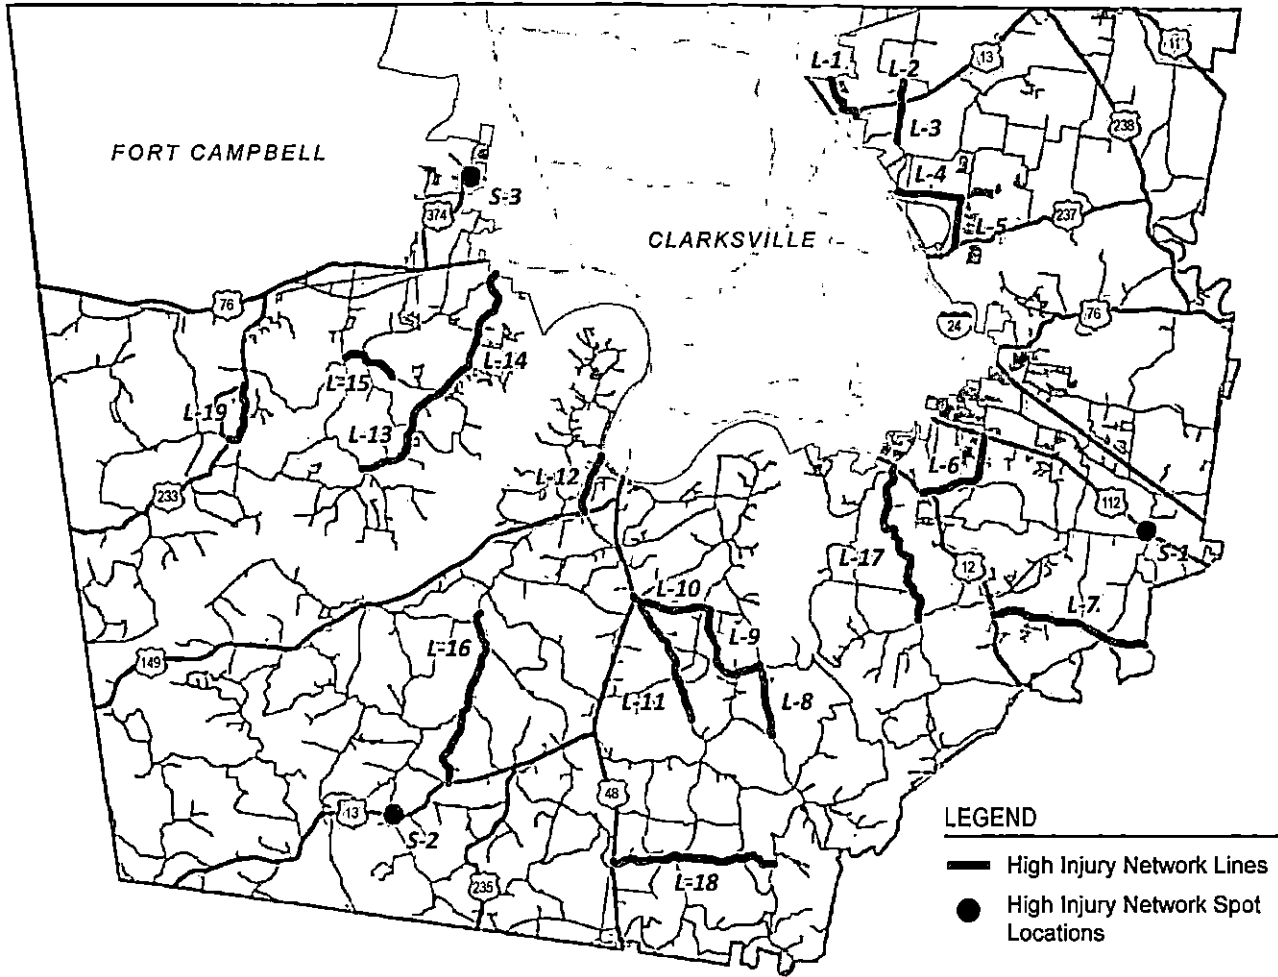 L-1
L-2
13
11
L-3
238
FORT CAMPBELL
L-4
S-3
374
L-5
237
CLARKSVILLE
76
24
76
L-14
L-15
L-19
L-13
L-12
L-6
233
112
S-1
L-17
12
L-10
L-7
L-16
L-9
149
L-11
L-8
48
13
S-2
L-18
235
LEGEND
High Injury Network Lines
High Injury Network Spot
Locations